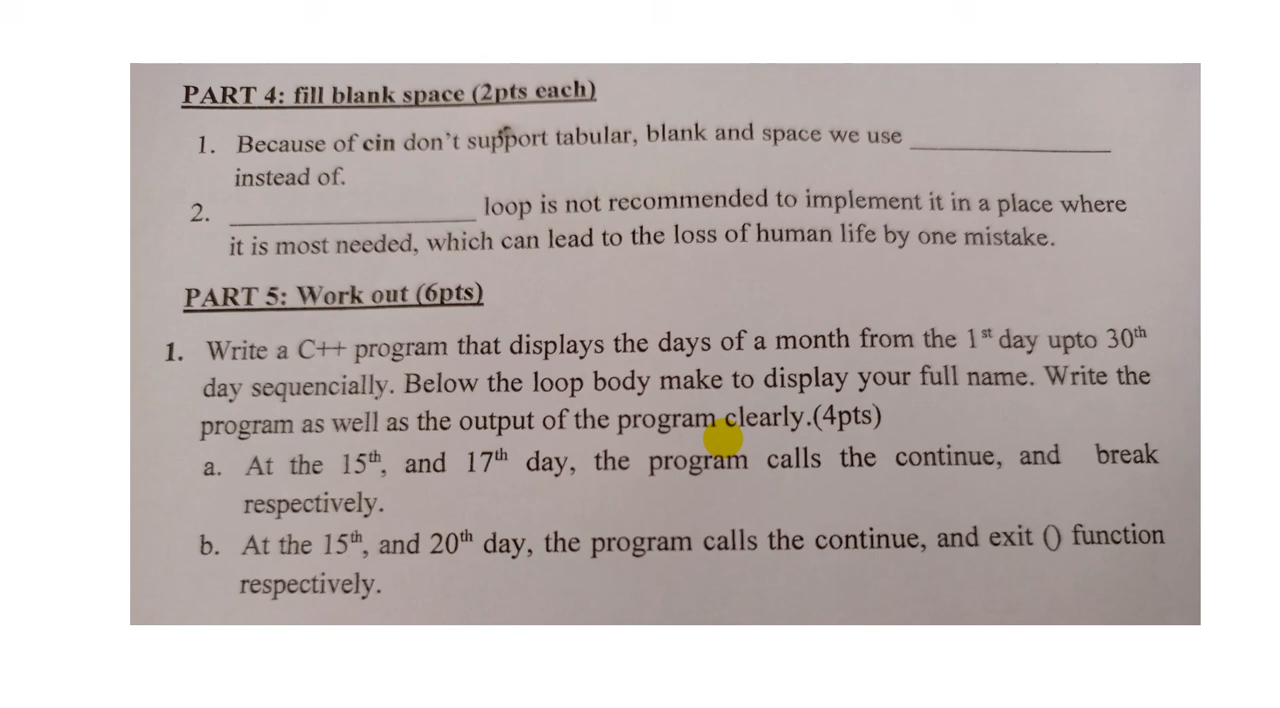 PART 4: fill blank space (2pts each)
1. Because of cin don't support tabular, blank and space we use ____________________
instead of.
2. ________________________ loop is not recommended to implement it in a place where
it is most needed, which can lead to the loss of human life by one mistake.
PART 5: Work out (6pts)
1. Write a C++ program that displays the days of a month from the 1st day upto 30th
day sequencially. Below the loop body make to display your full name. Write the
program as well as the output of the program clearly.(4pts)
a. At the 15th, and 17th day, the program calls the continue, and break
respectively.
b. At the 15th, and 20th day, the program calls the continue, and exit () function
respectively.